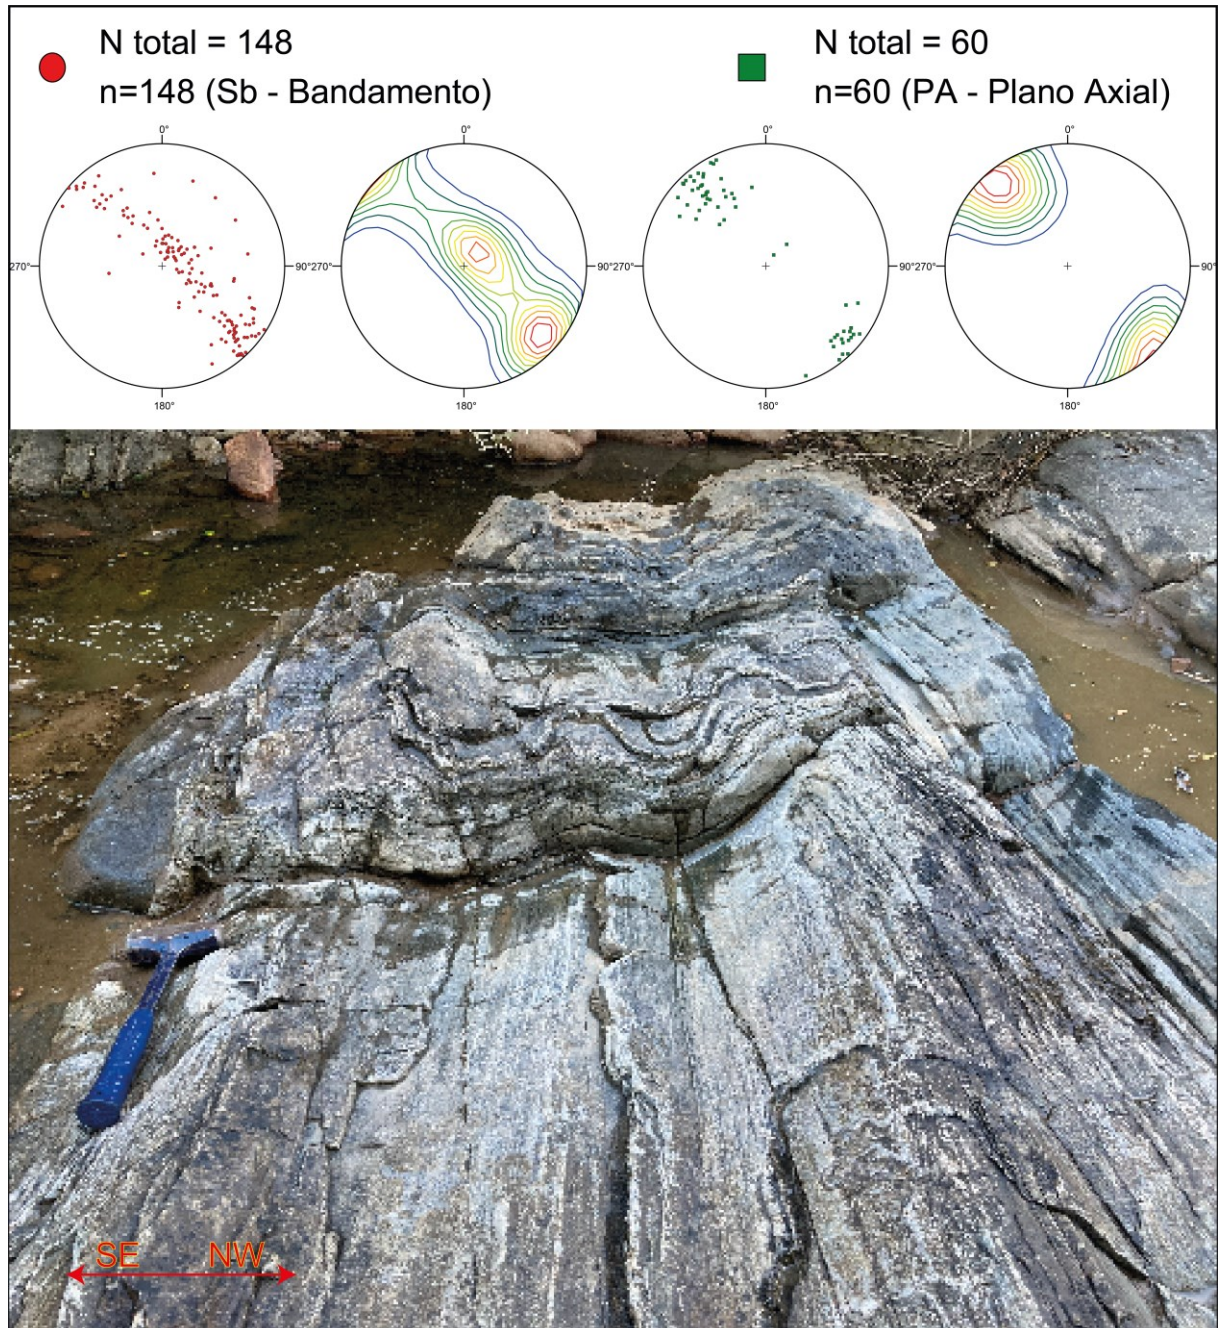 N total = 148
n=148 (Sb - Bandamento)
N total = 60
n=60 (PA - Plano Axial)
0°
0°
0°
0°
270°
90°
270°
90°
270°
90°
270°
90°
180°
180°
180°
180°
SE
NW